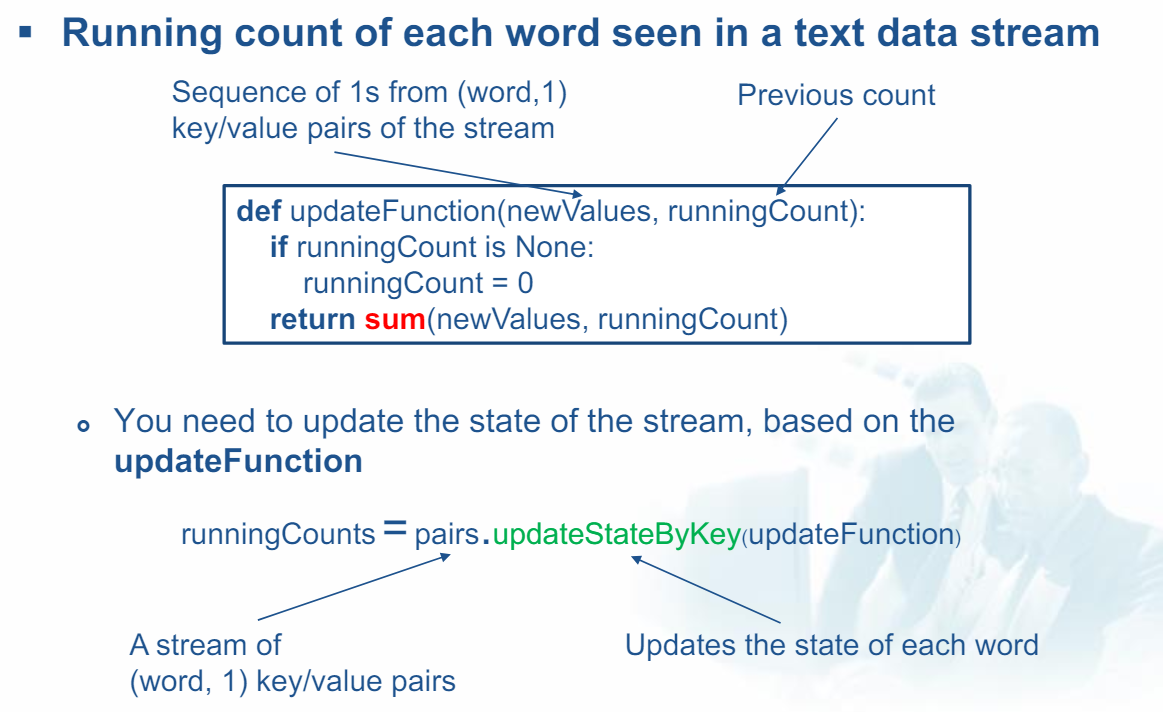 ▪ Running count of each word seen in a text data stream
Sequence of 1s from (word,1)
key/value pairs of the stream
Previous count
def updateFunction(newValues, runningCount):
if runningCount is None:
runningCount = 0
return sum(newValues, runningCount)
o You need to update the state of the stream, based on the
updateFunction
runningCounts = pairs.updateStateByKey(updateFunction)
A stream of
(word, 1) key/value pairs
Updates the state of each word